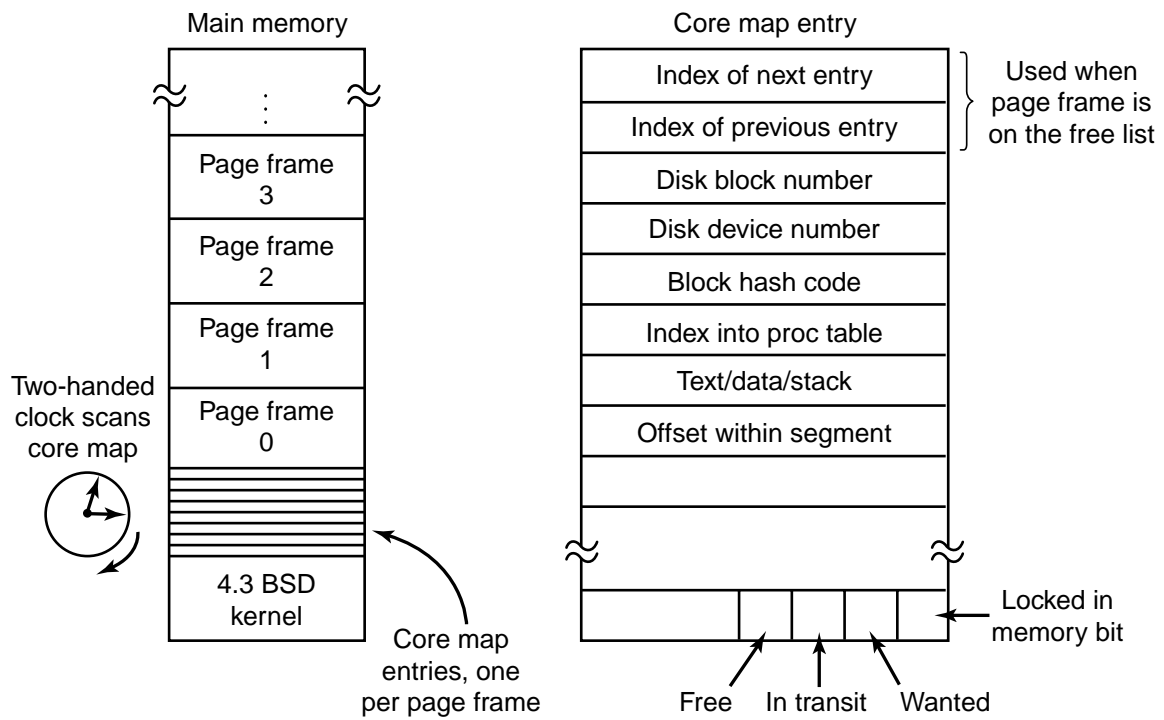 Main memory
Page frame
3
Page frame
2
Page frame
1
Page frame
0
4.3 BSD
kernel
Two-handed
clock scans
core map
Core map
entries, one
per page frame
Core map entry
Index of next entry
Index of previous entry
Disk block number
Disk device number
Block hash code
Index into proc table
Text/data/stack
Offset within segment
Used when
page frame is
on the free list
Locked in
memory bit
Free
In transit
Wanted